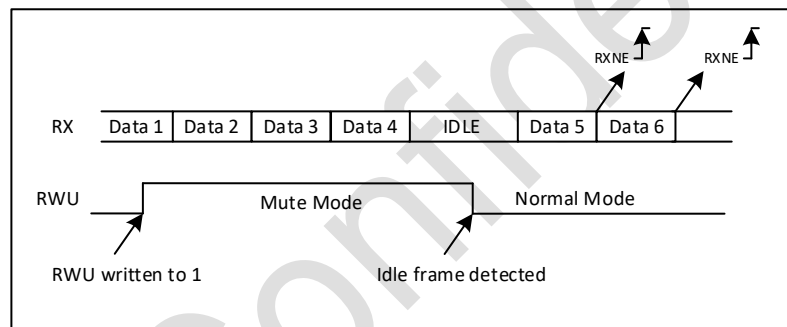 RXNE RXNE
RX Data 1 Data 2 Data 3 Data 4 IDLE Data 5 Data 6
RWU Mute Mode Normal Mode
RWU written to 1 Idle frame detected